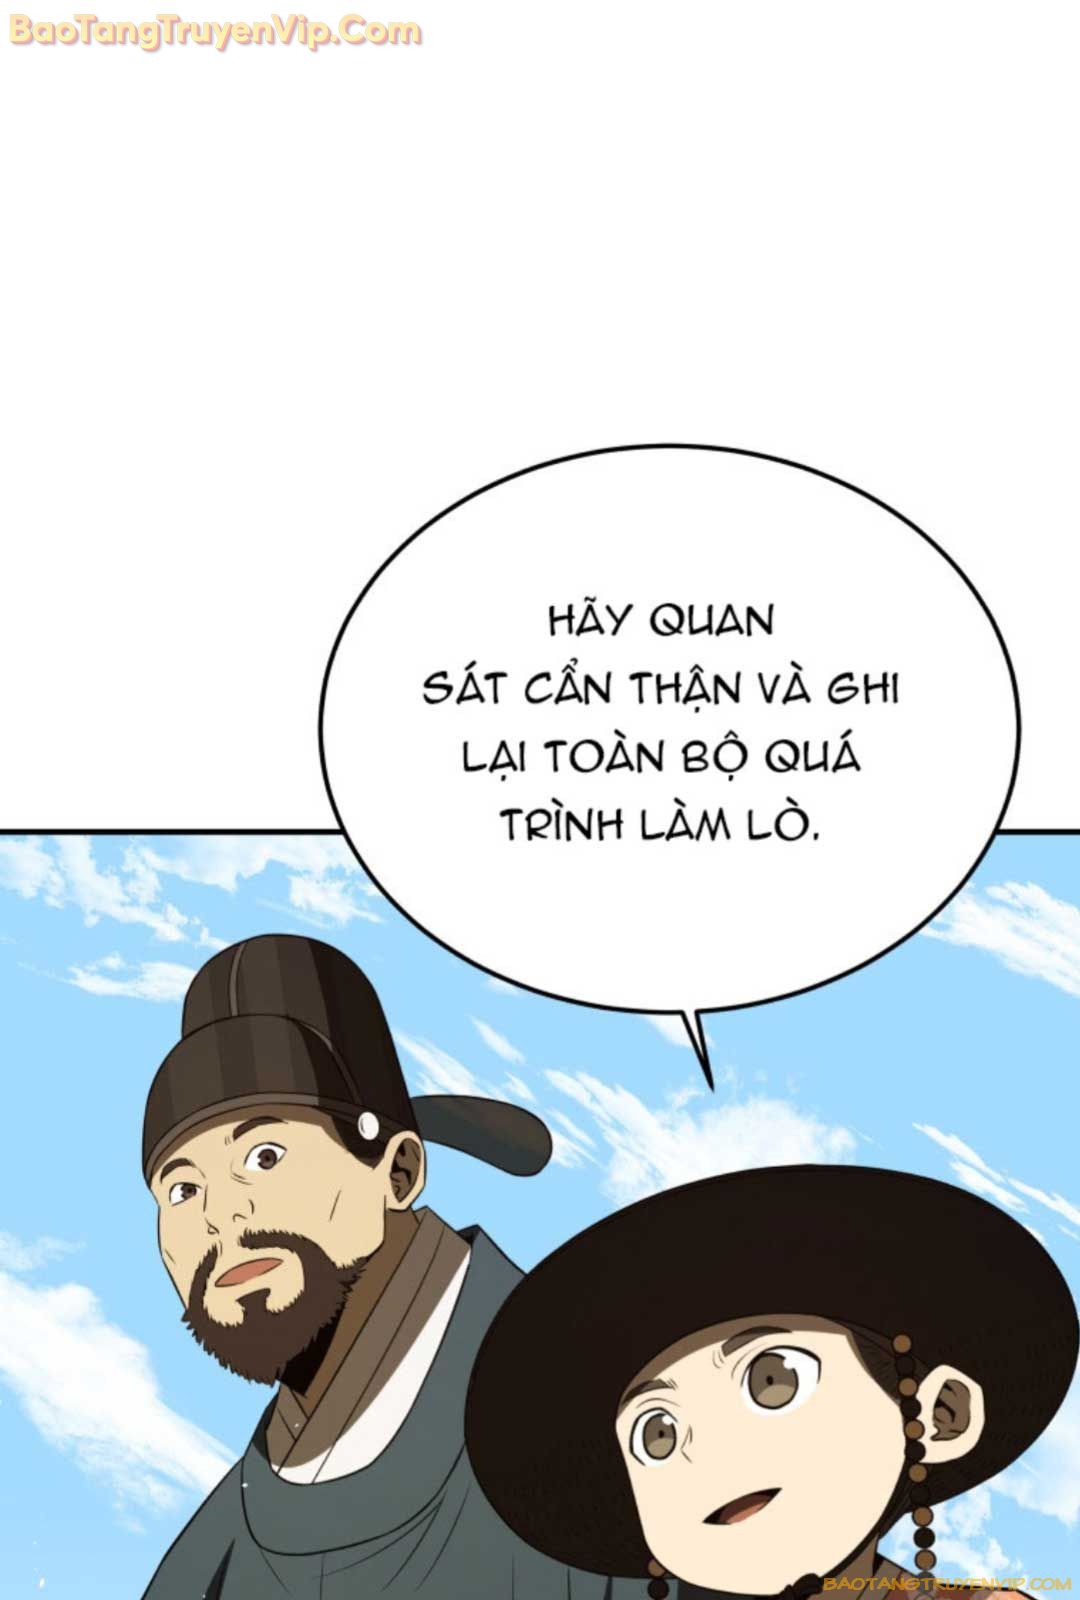 BaoTangTruyenVip.Com
HÃY QUAN
SÁT CẨN THẬN VÀ GHI
LẠI TOÀN BỘ QUÁ
TRÌNH LÀM LÒ.
BAOTANGTRUYENVIP.COM